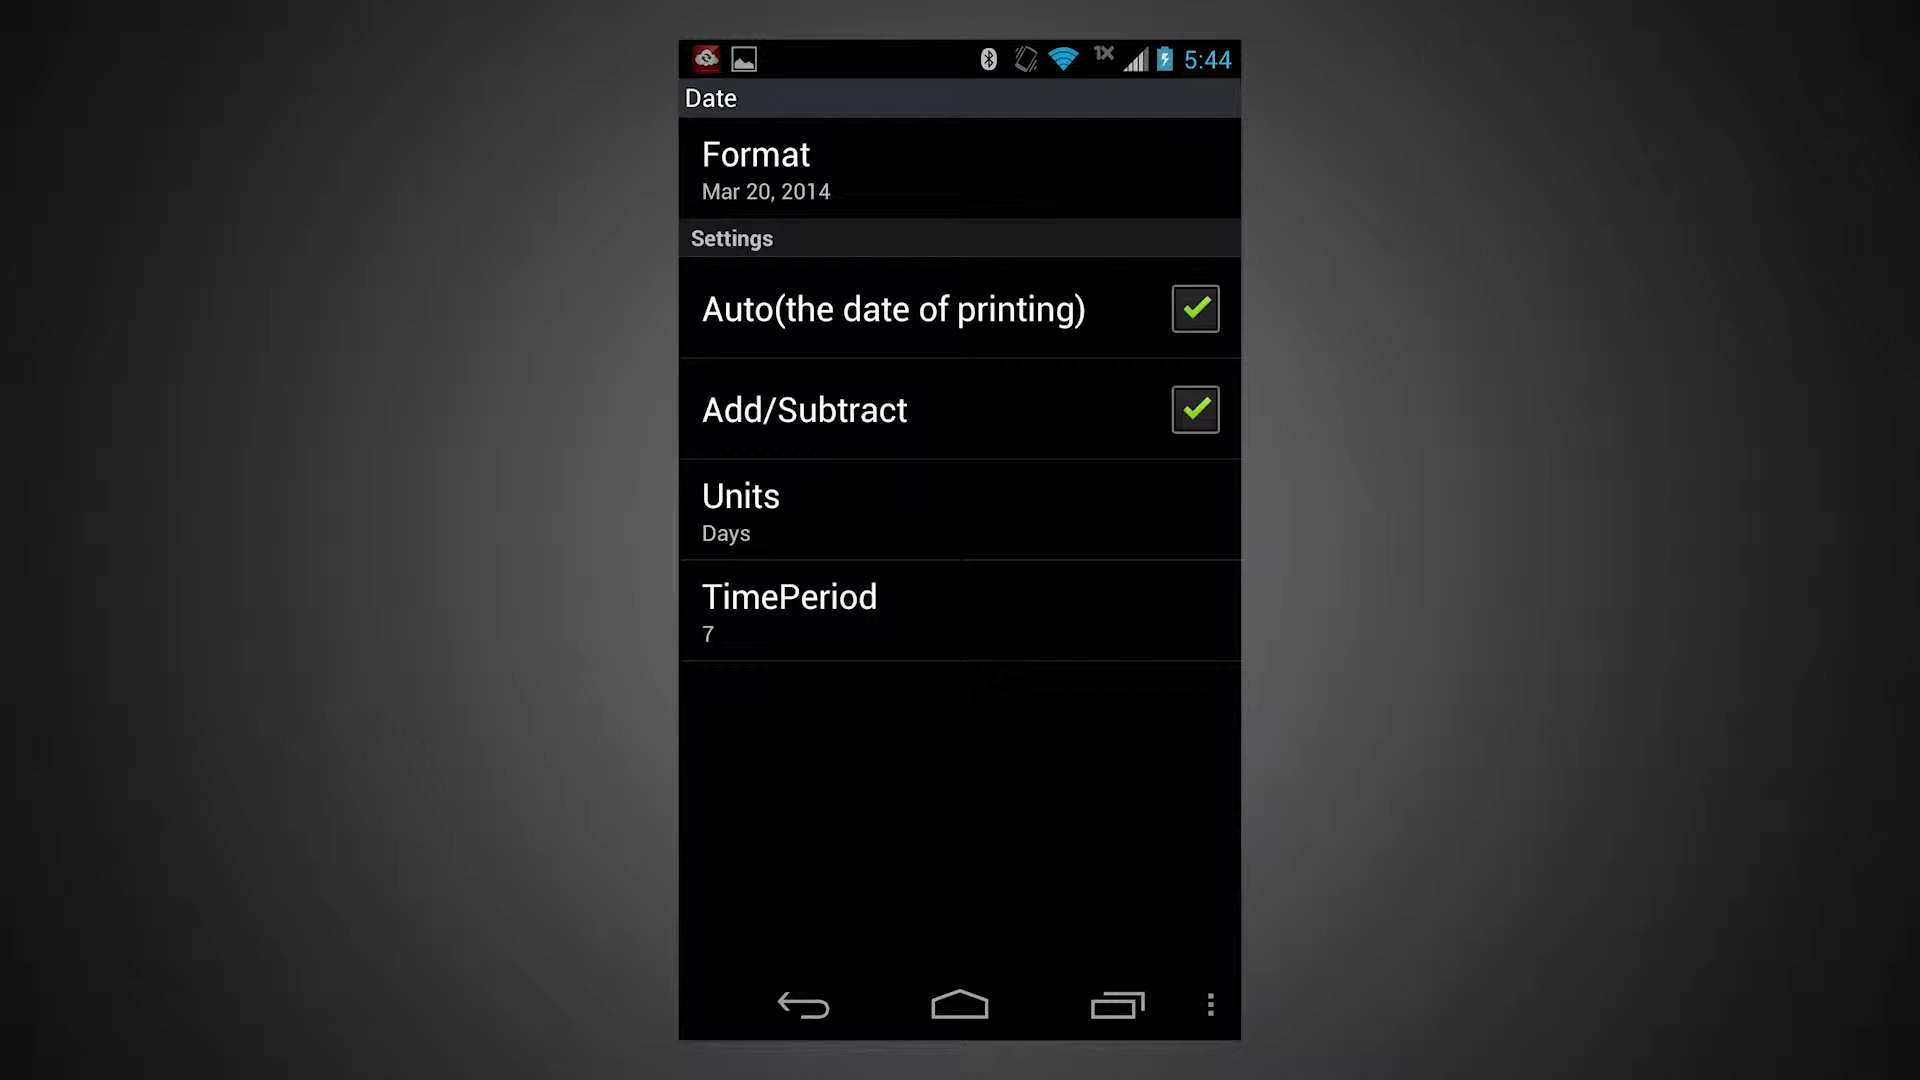 1X 5:44
Date
Format
Mar 20, 2014
Settings
Auto(the date of printing)
Add/Subtract
Units
Days
TimePeriod
7